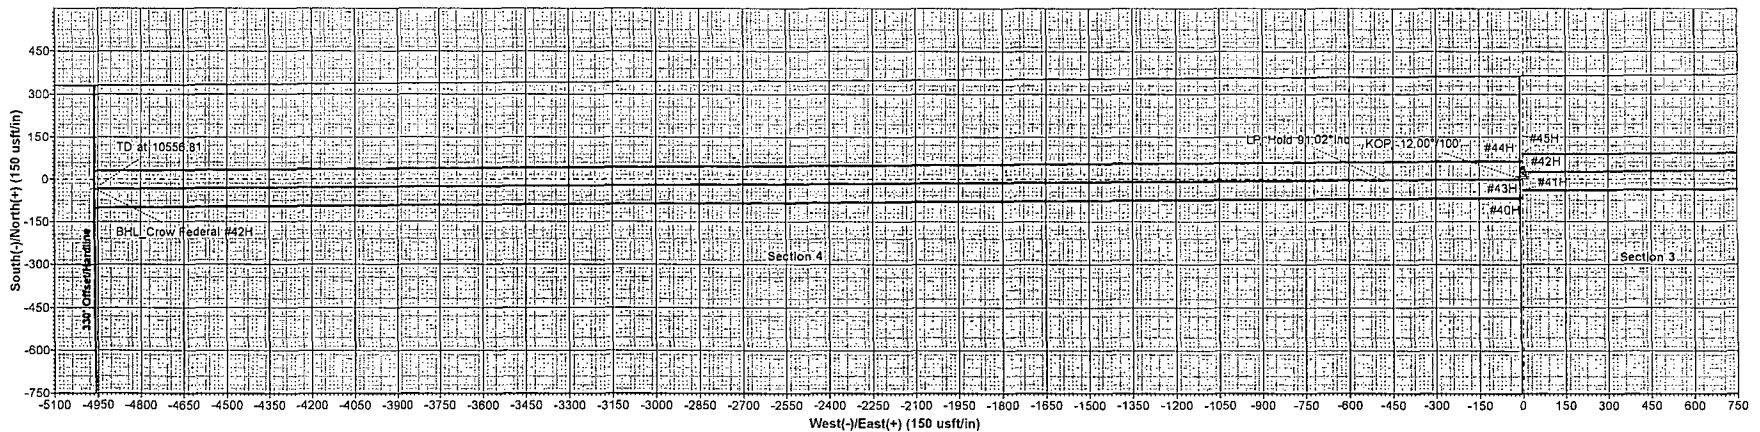 South(-)/North(+) (150 usft/in)
450
300
150
0
-150
-300
-450
-600
-750
TD at 10556.81
BHL_Crow Federal #42H
330' Offset/Hardline
Section 4
LP, Hold 91.02° Inc
KOP, -12.00°/100'
#44H
#45H
#42H
#43H
#41H
#40H
Section 3
-5100 -4950 -4800 -4650 -4500 -4350 -4200 -4050 -3900 -3750 -3600 -3450 -3300 -3150 -3000 -2850 -2700 -2550 -2400 -2250 -2100 -1950 -1800 -1650 -1500 -1350 -1200 -1050 -900 -750 -600 -450 -300 -150 0 150 300 450 600 750
West(-)/East(+) (150 usft/in)